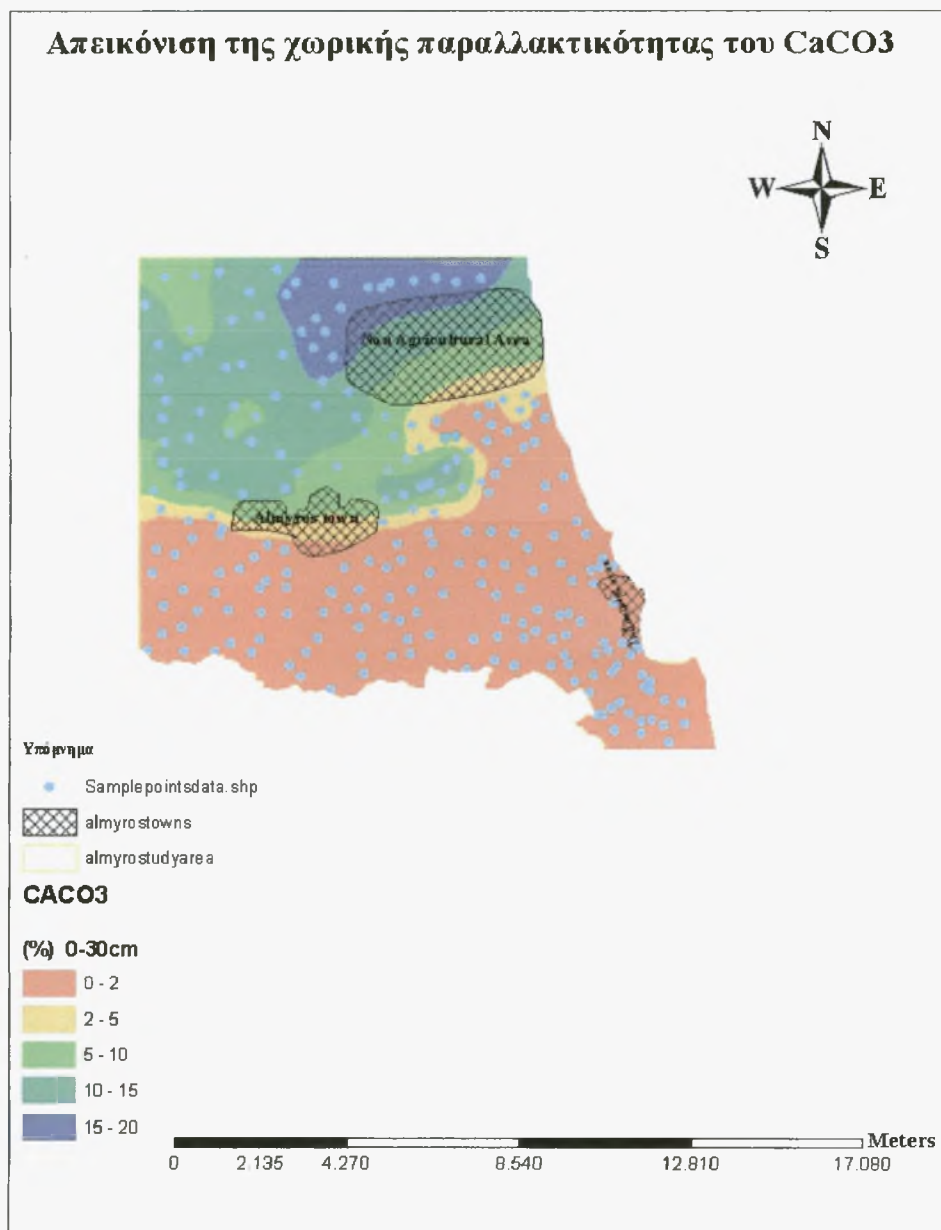 Απεικόνιση της χωρικής παραλλακτικότητας του CaCO3
N
W E
S
Non Agricultural Area
Almyros town
Υπόμνημα
Samplepointsdata.shp
almyrostowns
almyrostudyarea
CACO3
(%) 0-30cm
0 - 2
2 - 5
5 - 10
10 - 15
15 - 20
Meters
0 2.135 4.270 8.540 12.810 17.080